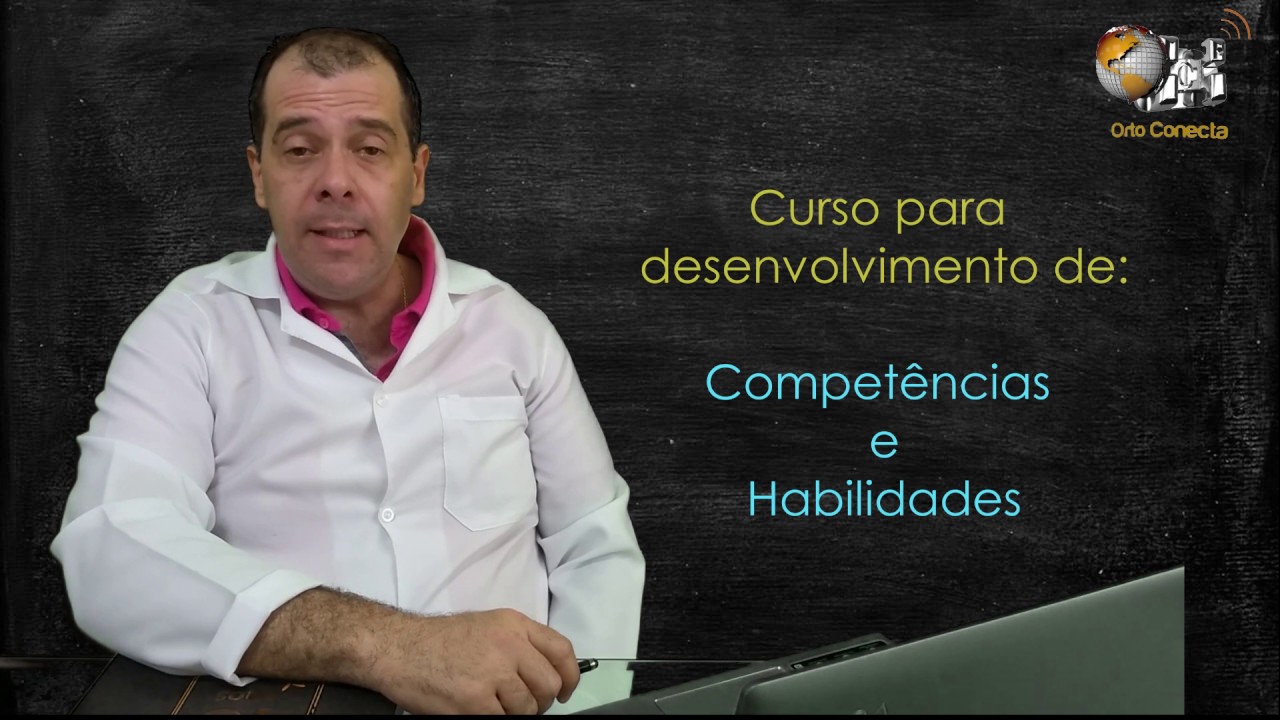 Orto Conecta
Curso para
desenvolvimento de:
Competências
e
Habilidades